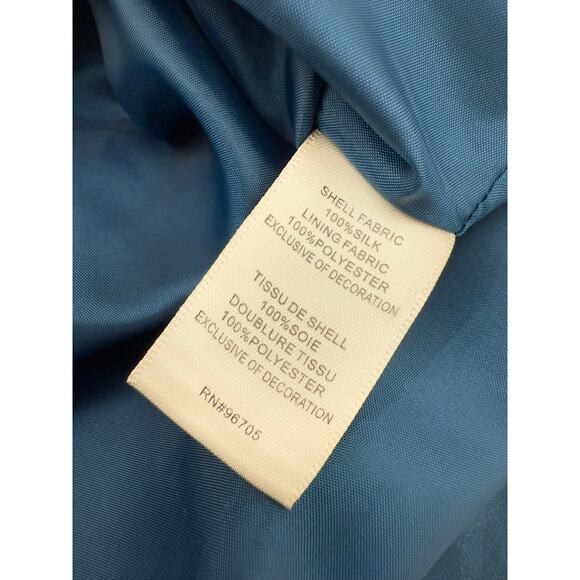 SHELL FABRIC
100%SILK
LINING FABRIC
100%POLYESTER
EXCLUSIVE OF DECORATION
TISSU DE SHELL
100%SOIE
DOUBLURE TISSU
100%POLYESTER
EXCLUSIVE OF DECORATION
RN#96705